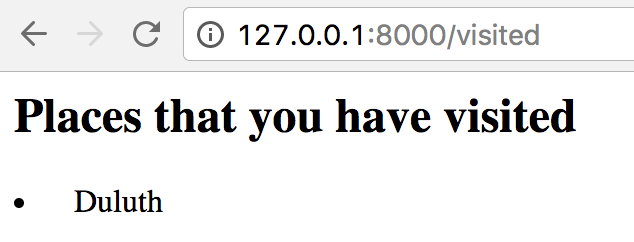 127.0.0.1:8000/visited
Places that you have visited
• Duluth